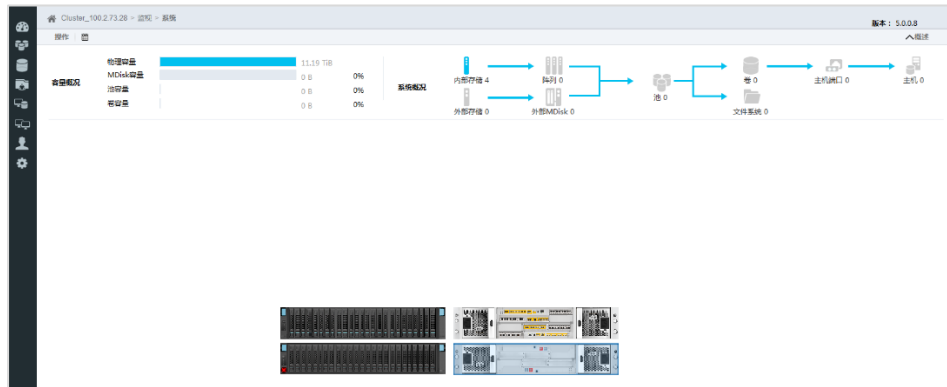 Cluster_100.2.73.28 > 监视 > 系统
版本： 5.0.0.8
操作
概述
容量概况
物理容量 11.19 TiB
MDisk容量 0 B 0%
池容量 0 B 0%
卷容量 0 B 0%
系统概况
内部存储 4
阵列 0
外部存储 0
外部MDisk 0
池 0
卷 0
文件系统 0
主机端口 0
主机 0